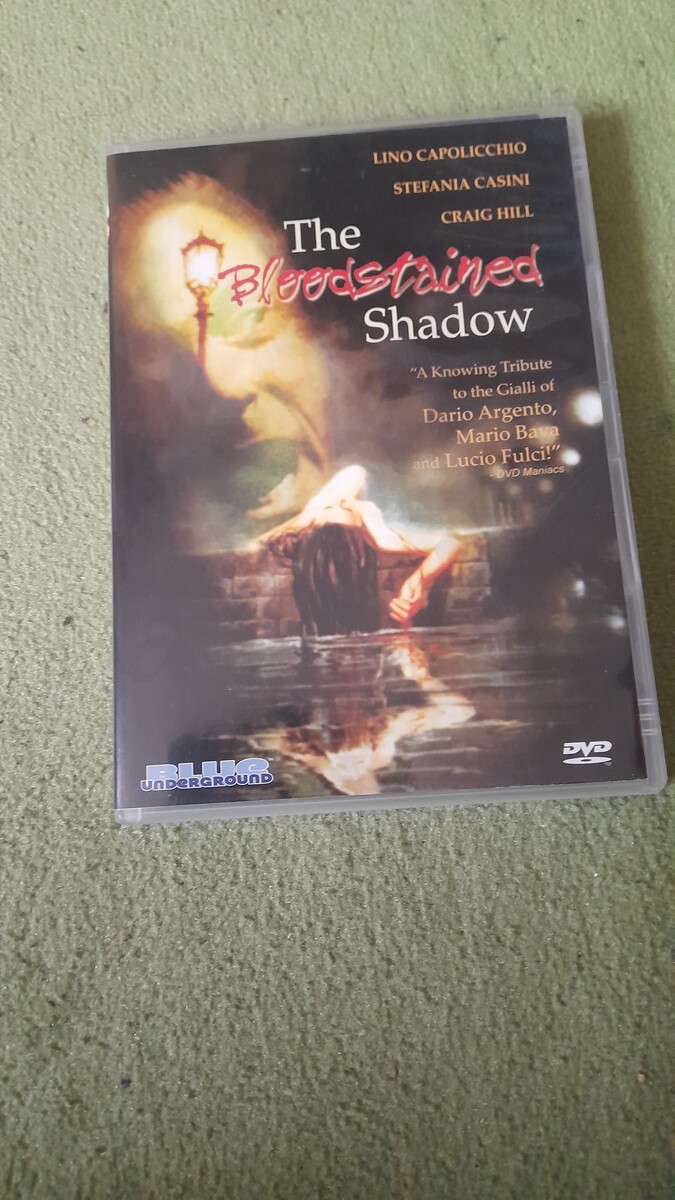 LINO CAPOLICCHIO
STEFANIA CASINI
CRAIG HILL
The
Bloodstained
Shadow
“A Knowing Tribute
to the Gialli of
Dario Argento,
Mario Bava
and Lucio Fulci!”
- DVD Maniacs
BLUE
UNDERGROUND
DVD